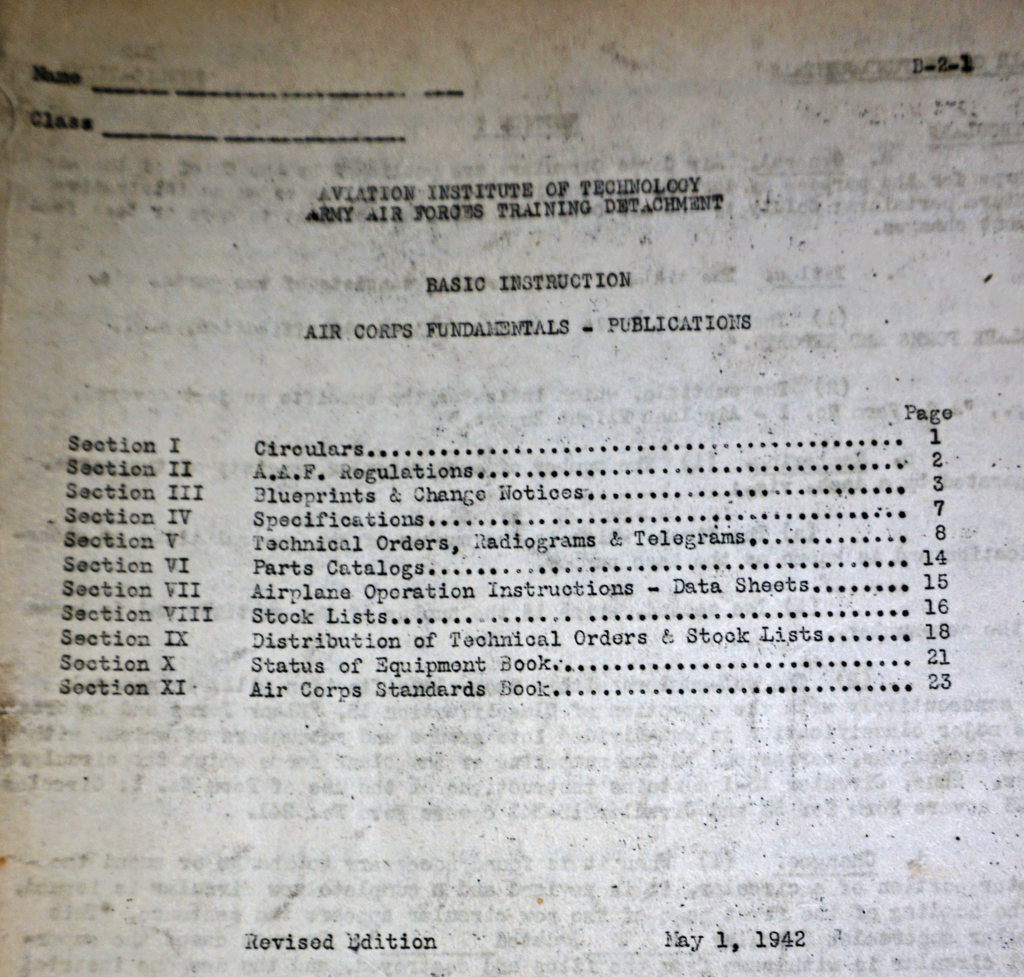 Name
B-2-1
Class
AVIATION INSTITUTE OF TECHNOLOGY
ARMY AIR FORCES TRAINING DETACHMENT
BASIC INSTRUCTION
AIR CORPS FUNDAMENTALS - PUBLICATIONS
Page
Section I Circulars 1
Section II A.A.F. Regulations 2
Section III Blueprints & Change Notices 3
Section IV Specifications 7
Section V Technical Orders, Radiograms & Telegrams 8
Section VI Parts Catalogs 14
Section VII Airplane Operation Instructions - Data Sheets 15
Section VIII Stock Lists 16
Section IX Distribution of Technical Orders & Stock Lists 18
Section X Status of Equipment Book 21
Section XI Air Corps Standards Book 23
Revised Edition May 1, 1942